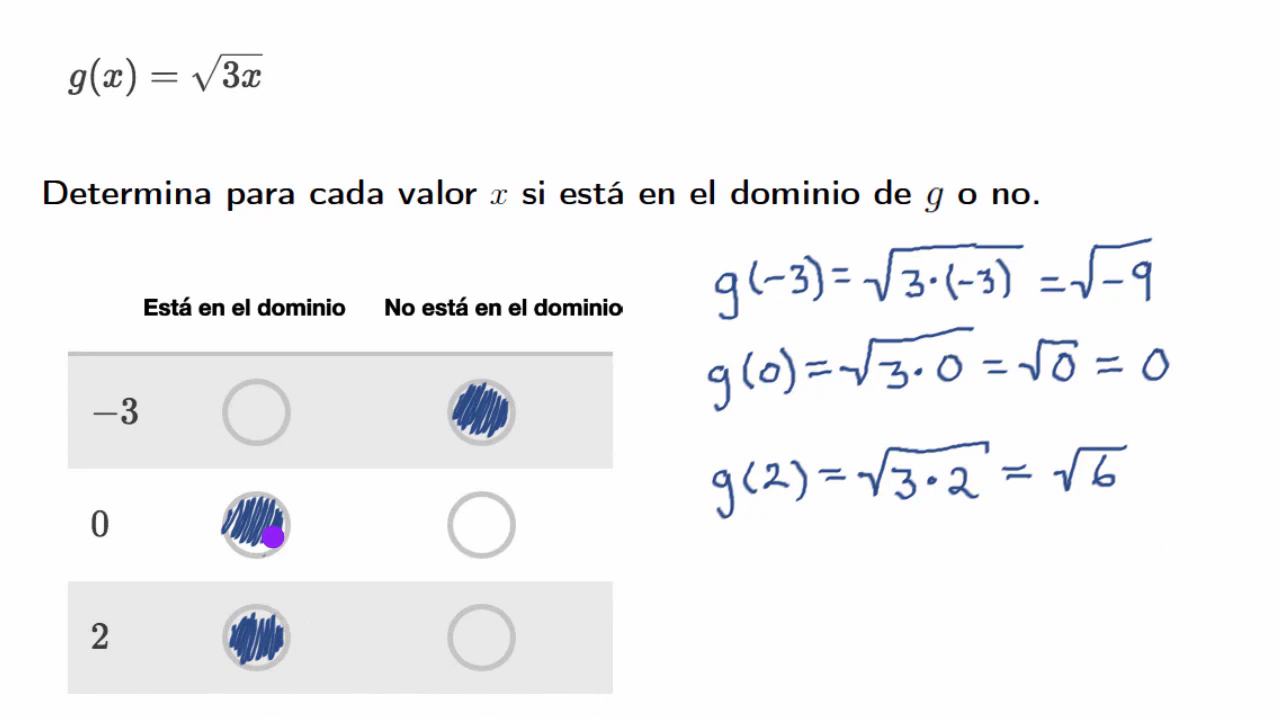 g(x) = √3x
Determina para cada valor x si está en el dominio de g o no.
Está en el dominio No está en el dominio
−3
0
2
g(−3) = √3·(−3) = √−9
g(0) = √3·0 = √0 = 0
g(2) = √3·2 = √6